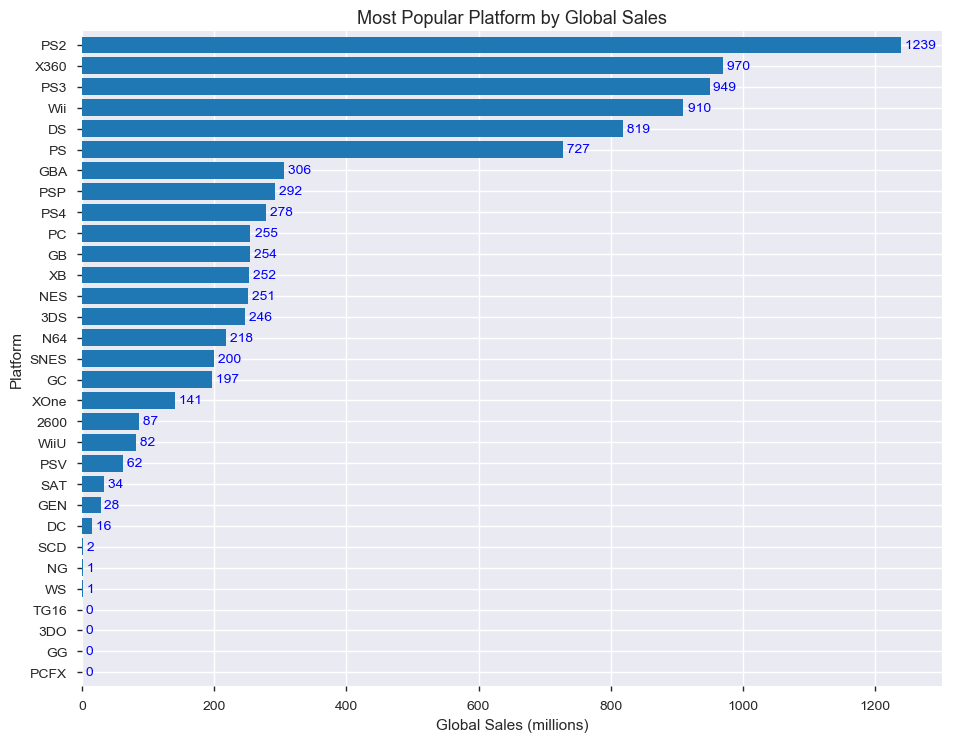 Most Popular Platform by Global Sales
PS2 1239
X360 970
PS3 949
Wii 910
DS 819
PS 727
GBA 306
PSP 292
PS4 278
PC 255
GB 254
XB 252
NES 251
3DS 246
N64 218
SNES 200
GC 197
XOne 141
2600 87
WiiU 82
PSV 62
SAT 34
GEN 28
DC 16
SCD 2
NG 1
WS 1
TG16 0
3DO 0
GG 0
PCFX 0
Platform
0 200 400 600 800 1000 1200
Global Sales (millions)